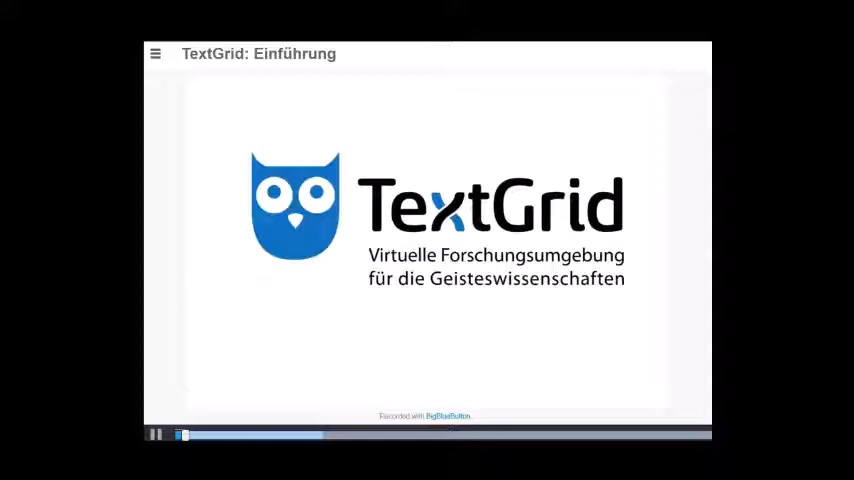 TextGrid: Einführung
TextGrid
Virtuelle Forschungsumgebung
für die Geisteswissenschaften
Recorded with BigBlueButton.